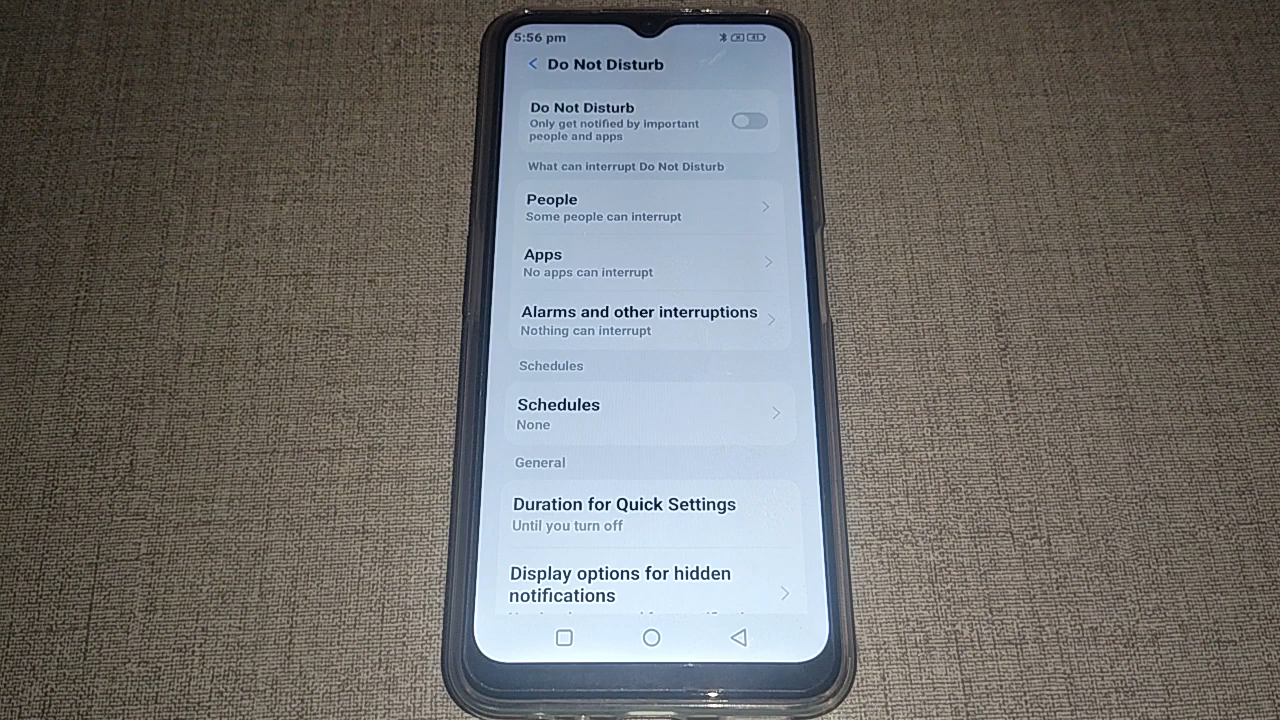 5:56 pm
Do Not Disturb
Do Not Disturb
Only get notified by important
people and apps
What can interrupt Do Not Disturb
People
Some people can interrupt
Apps
No apps can interrupt
Alarms and other interruptions
Nothing can interrupt
Schedules
Schedules
None
General
Duration for Quick Settings
Until you turn off
Display options for hidden
notifications